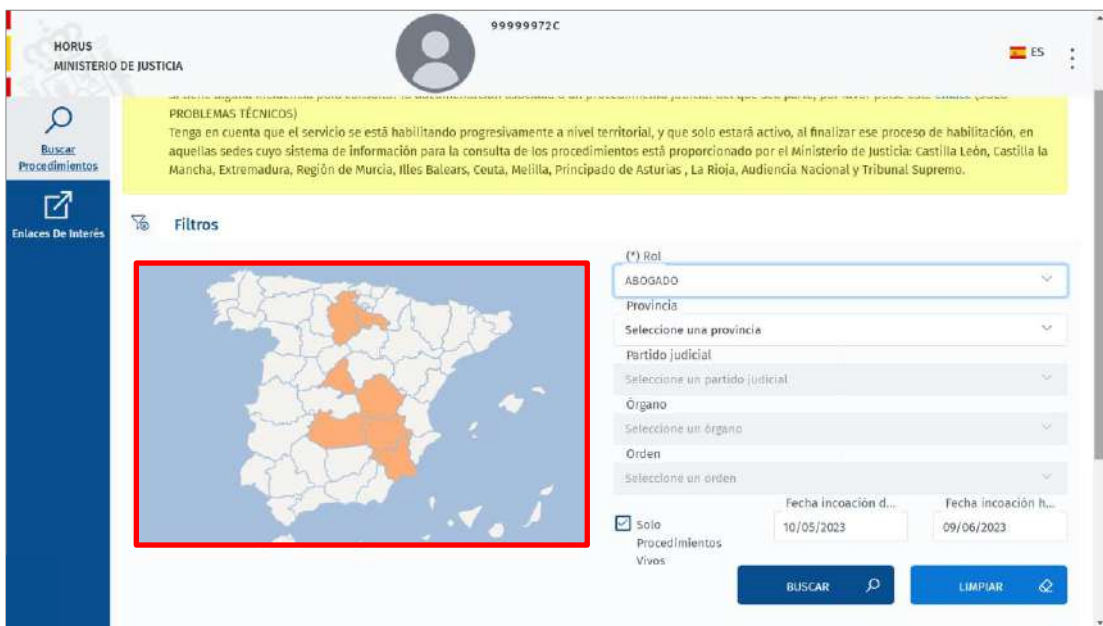 99999972C
HORUS
MINISTERIO DE JUSTICIA
ES
Buscar
Procedimientos
Enlaces De Interés
PROBLEMAS TÉCNICOS)
Tenga en cuenta que el servicio se está habilitando progresivamente a nivel territorial, y que solo estará activo, al finalizar ese proceso de habilitación, en
aquellas sedes cuyo sistema de información para la consulta de los procedimientos está proporcionado por el Ministerio de Justicia: Castilla León, Castilla la
Mancha, Extremadura, Región de Murcia, Illes Balears, Ceuta, Melilla, Principado de Asturias , La Rioja, Audiencia Nacional y Tribunal Supremo.
Filtros
(*) Rol
ABOGADO
Provincia
Seleccione una provincia
Partido judicial
Seleccione un partido judicial
Órgano
Seleccione un órgano
Orden
Seleccione un orden
Fecha incoación d...
Fecha incoación h...
Solo
Procedimientos
Vivos
10/05/2023
09/06/2023
BUSCAR
LIMPIAR